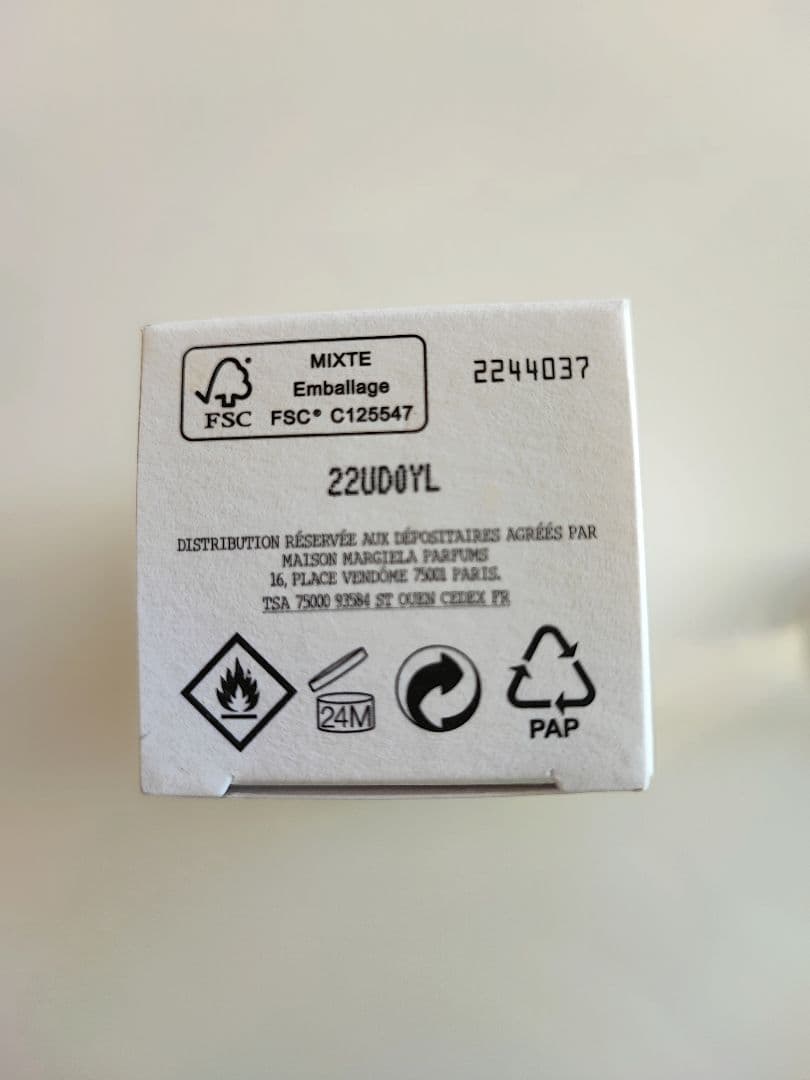 MIXTE
Emballage
FSC FSC® C125547
2244037
22UD0YL
DISTRIBUTION RÉSERVÉE AUX DÉPOSITAIRES AGRÉÉS PAR
MAISON MARGIELA PARFUMS
16, PLACE VENDÔME 75001 PARIS.
TSA 75000 93584 ST OUEN CEDEX FR
24M
PAP